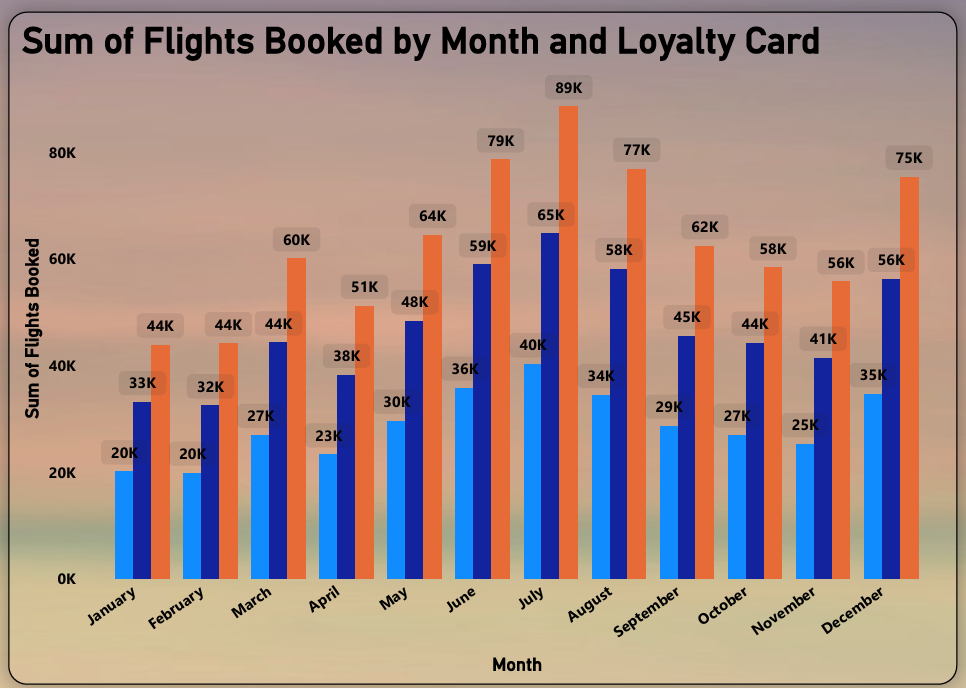 Sum of Flights Booked by Month and Loyalty Card
Sum of Flights Booked
80K
60K
40K
20K
0K
20K 33K 44K
20K 32K 44K
27K 44K 60K
23K 38K 51K
30K 48K 64K
36K 59K 79K
40K 65K 89K
34K 58K 77K
29K 45K 62K
27K 44K 58K
25K 41K 56K
35K 56K 75K
January February March April May June July August September October November December
Month